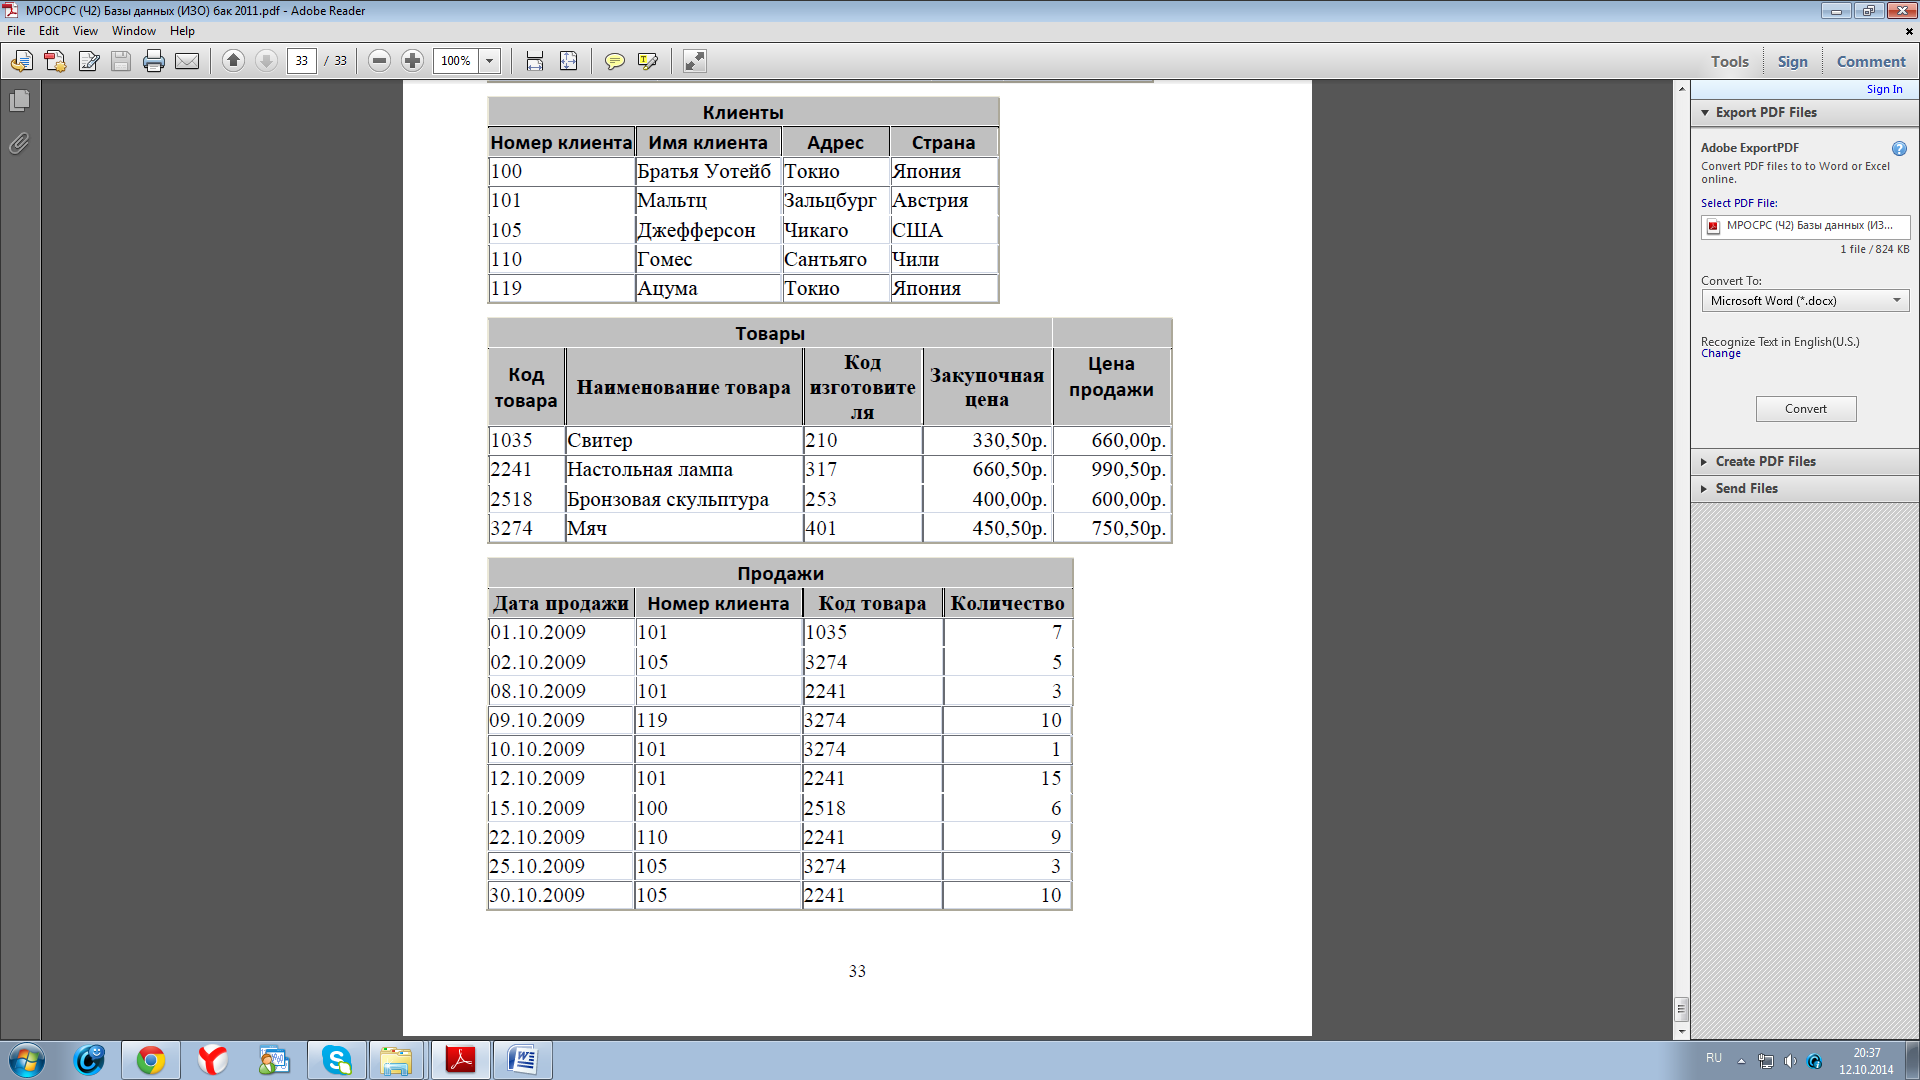 МРОСРС (Ч2) Базы данных (ИЗО) бак 2011.pdf - Adobe Reader
File Edit View Window Help
33 / 33 100% Tools Sign Comment
Sign In
Export PDF Files
Adobe ExportPDF
Convert PDF files to to Word or Excel
online.
Select PDF File:
МРОСРС (Ч2) Базы данных (ИЗ...
1 file / 824 KB
Convert To:
Microsoft Word (*.docx)
Recognize Text in English(U.S.)
Change
Convert
Create PDF Files
Send Files
Клиенты
Номер клиента Имя клиента Адрес Страна
100 Братья Уотейб Токио Япония
101 Мальтц Зальцбург Австрия
105 Джефферсон Чикаго США
110 Гомес Сантьяго Чили
119 Ацума Токио Япония
Товары
Код товара Наименование товара Код изготовите ля Закупочная цена Цена продажи
1035 Свитер 210 330,50р. 660,00р.
2241 Настольная лампа 317 660,50р. 990,50р.
2518 Бронзовая скульптура 253 400,00р. 600,00р.
3274 Мяч 401 450,50р. 750,50р.
Продажи
Дата продажи Номер клиента Код товара Количество
01.10.2009 101 1035 7
02.10.2009 105 3274 5
08.10.2009 101 2241 3
09.10.2009 119 3274 10
10.10.2009 101 3274 1
12.10.2009 101 2241 15
15.10.2009 100 2518 6
22.10.2009 110 2241 9
25.10.2009 105 3274 3
30.10.2009 105 2241 10
33
RU 20:37
12.10.2014